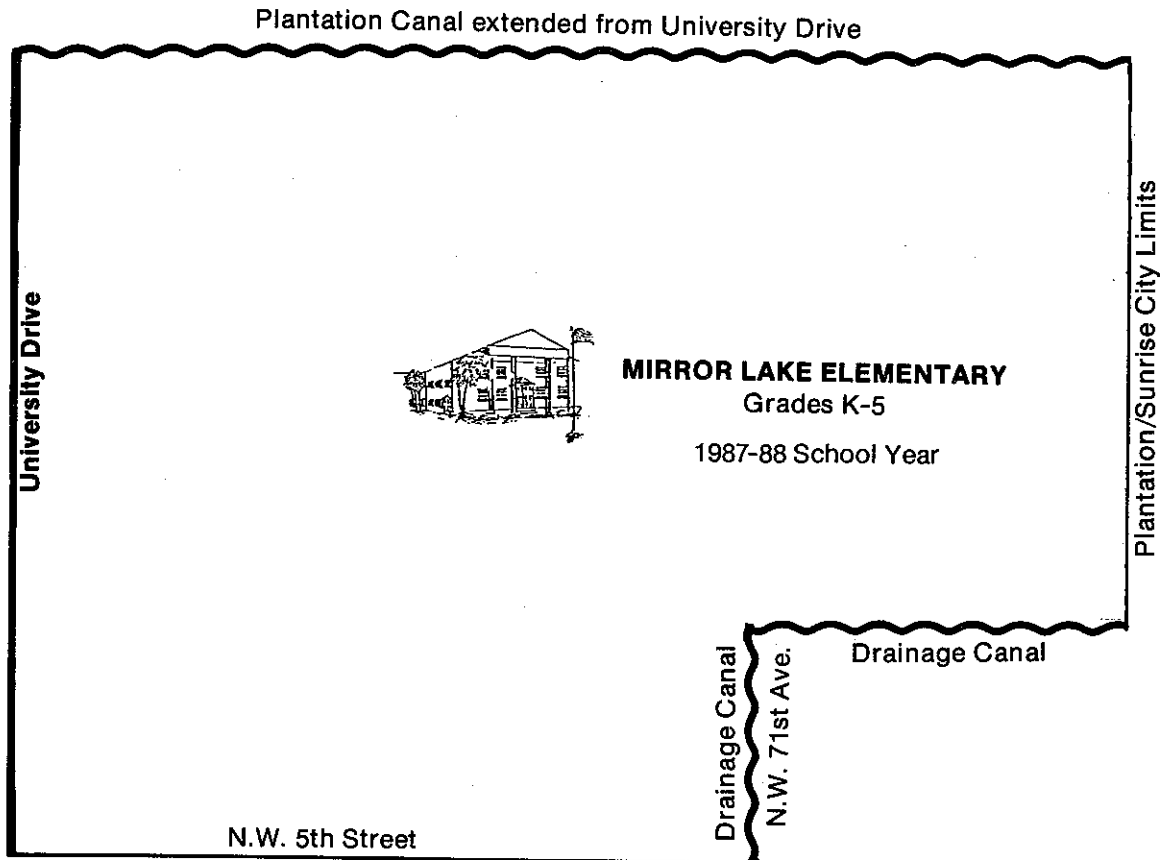 Plantation Canal extended from University Drive
University Drive
Plantation/Sunrise City Limits
MIRROR LAKE ELEMENTARY
Grades K-5
1987-88 School Year
Drainage Canal
Drainage Canal
N.W. 71st Ave.
N.W. 5th Street